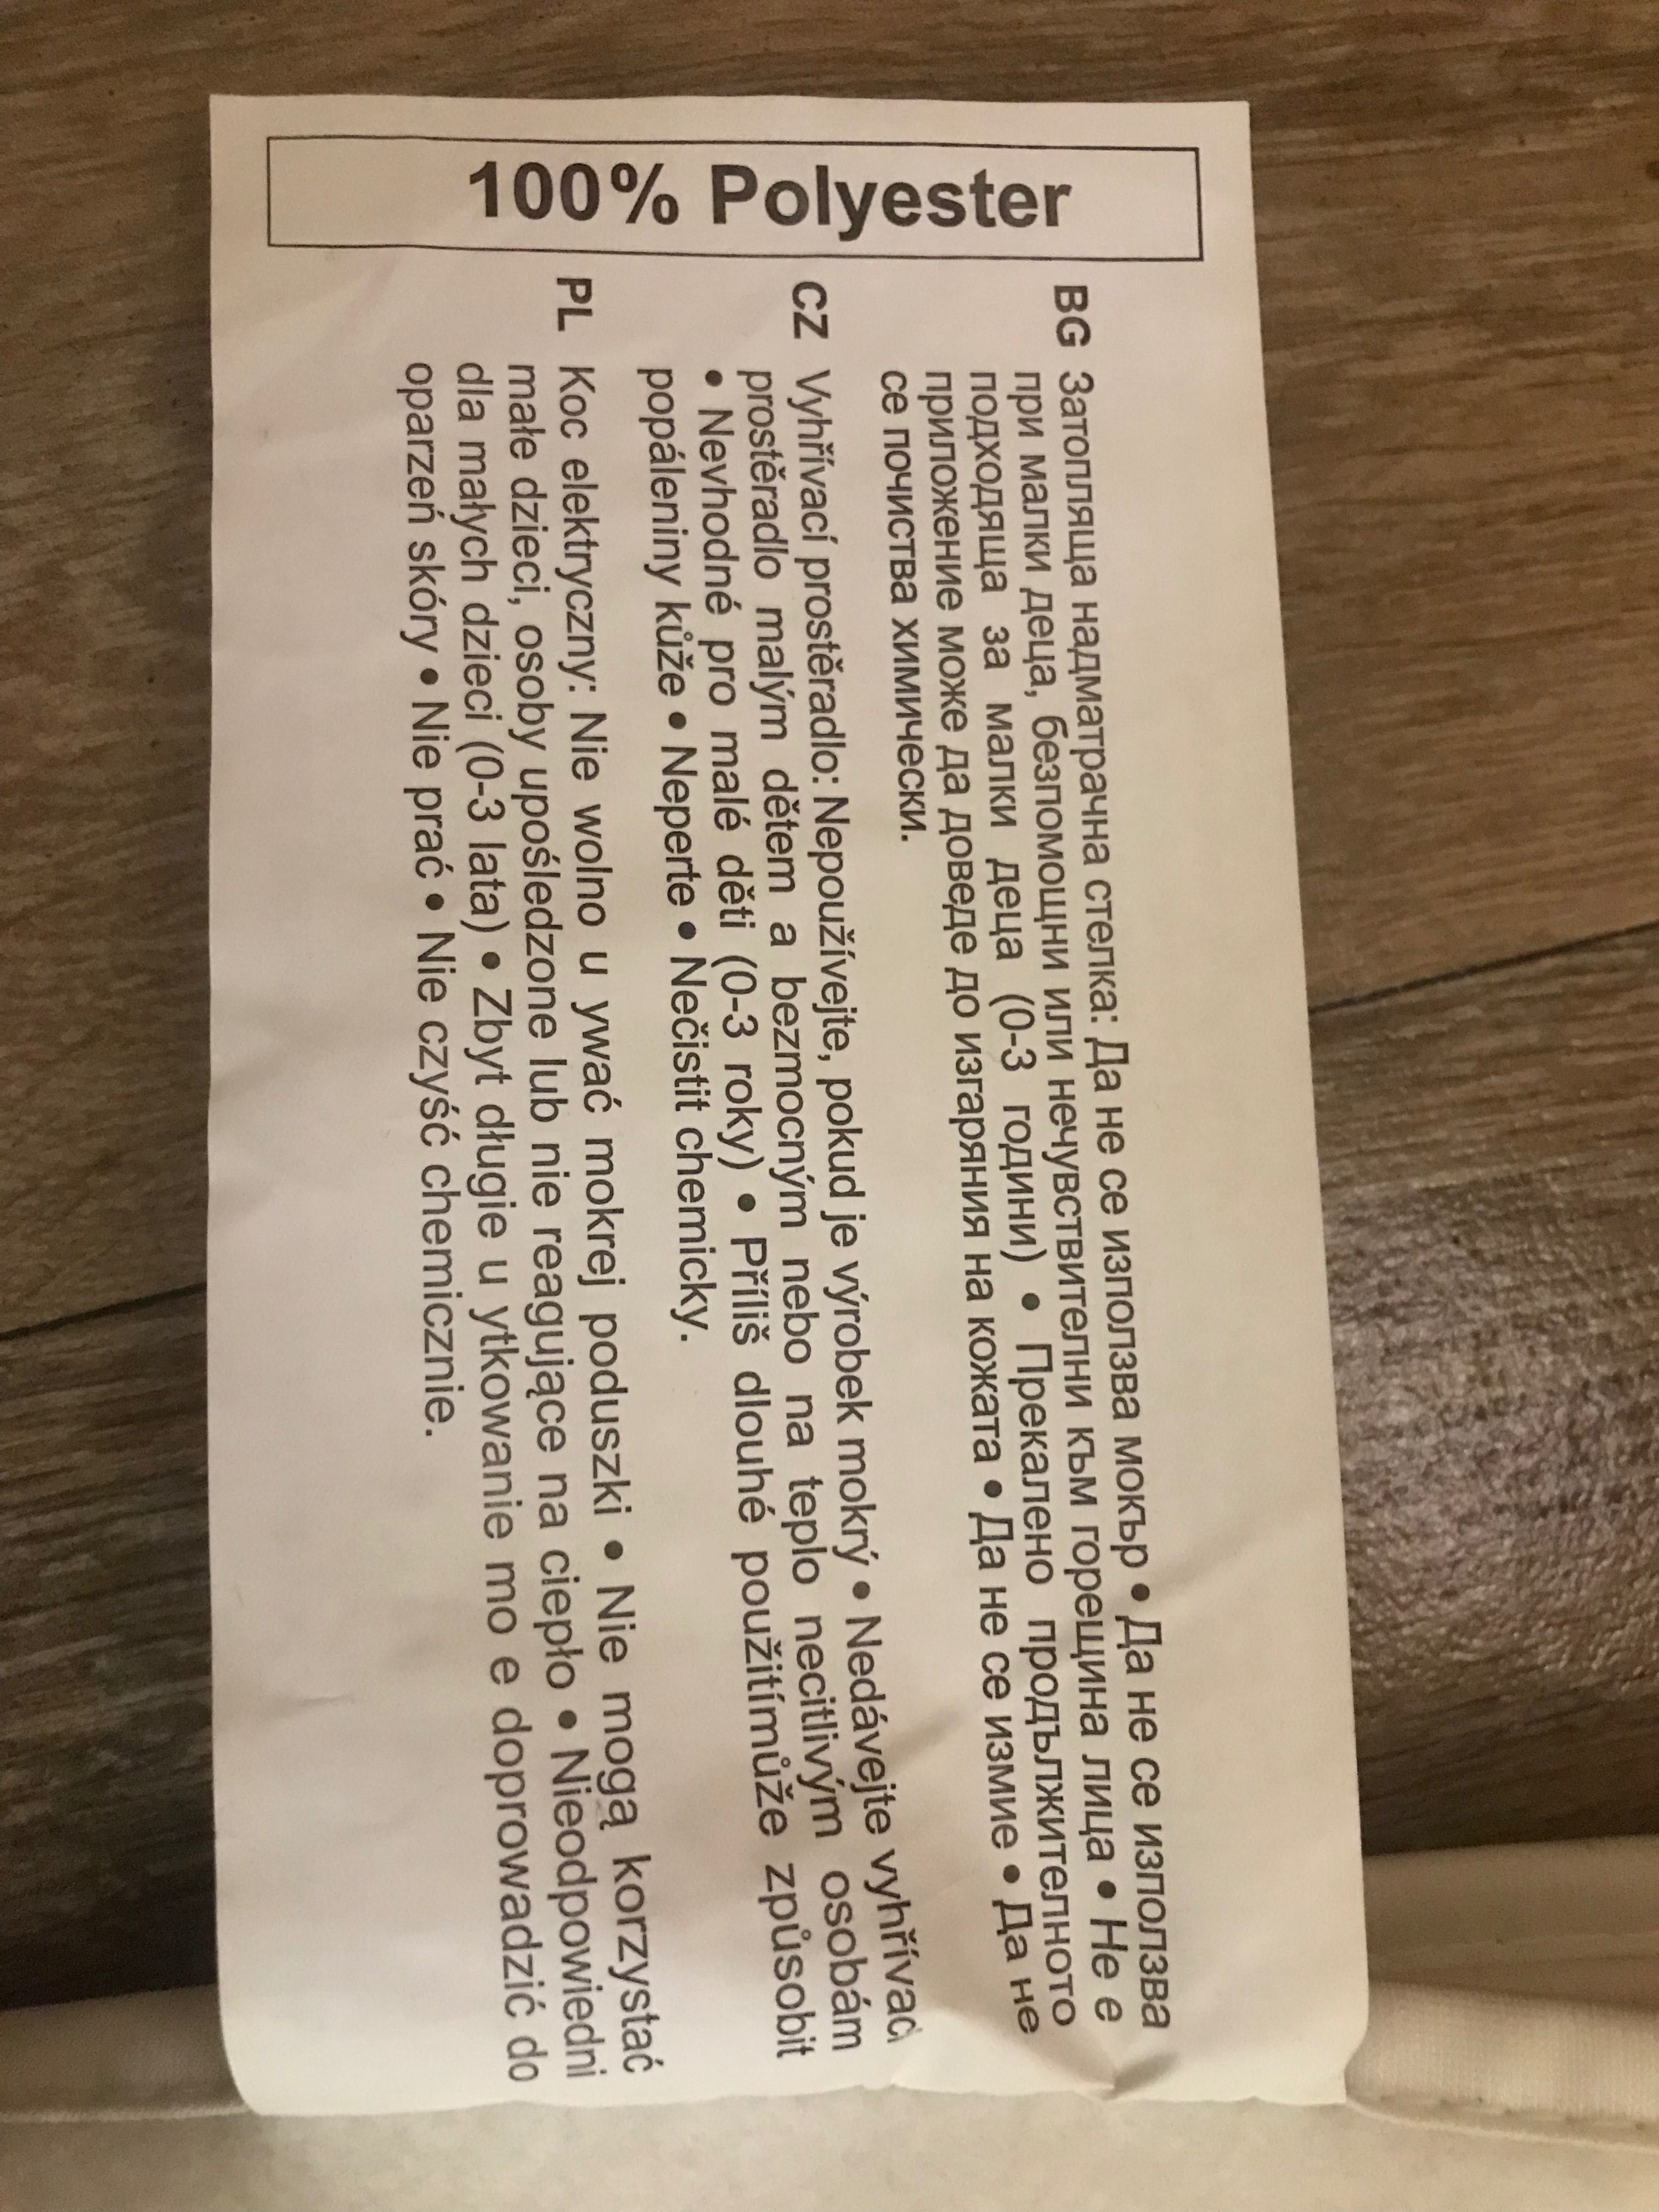 100% Polyester
BG Затопляща надматрачна стелка: Да не се използва мокър • Да не се използва
при малки деца, безпомощни или нечувствителни към горещина лица • Не е
подходяща за малки деца (0-3 години) • Прекалено продължителното
приложение може да доведе до изгаряния на кожата • Да не се измие • Да не
се почиства химически.
CZ Vyhřívací prostěradlo: Nepoužívejte, pokud je výrobek mokrý • Nedávejte vyhřívací
prostěradlo malým dětem a bezmocným nebo na teplo necitlivým osobám
• Nevhodné pro malé děti (0-3 roky) • Příliš dlouhé použitímůže způsobit
popáleniny kůže • Neperte • Nečistit chemicky.
PL Koc elektryczny: Nie wolno u ywać mokrej poduszki • Nie mogą korzystać
małe dzieci, osoby upośledzone lub nie reagujące na ciepło • Nieodpowiedni
dla małych dzieci (0-3 lata) • Zbyt długie u ytkowanie mo e doprowadzić do
oparzeń skóry • Nie prać • Nie czyść chemicznie.